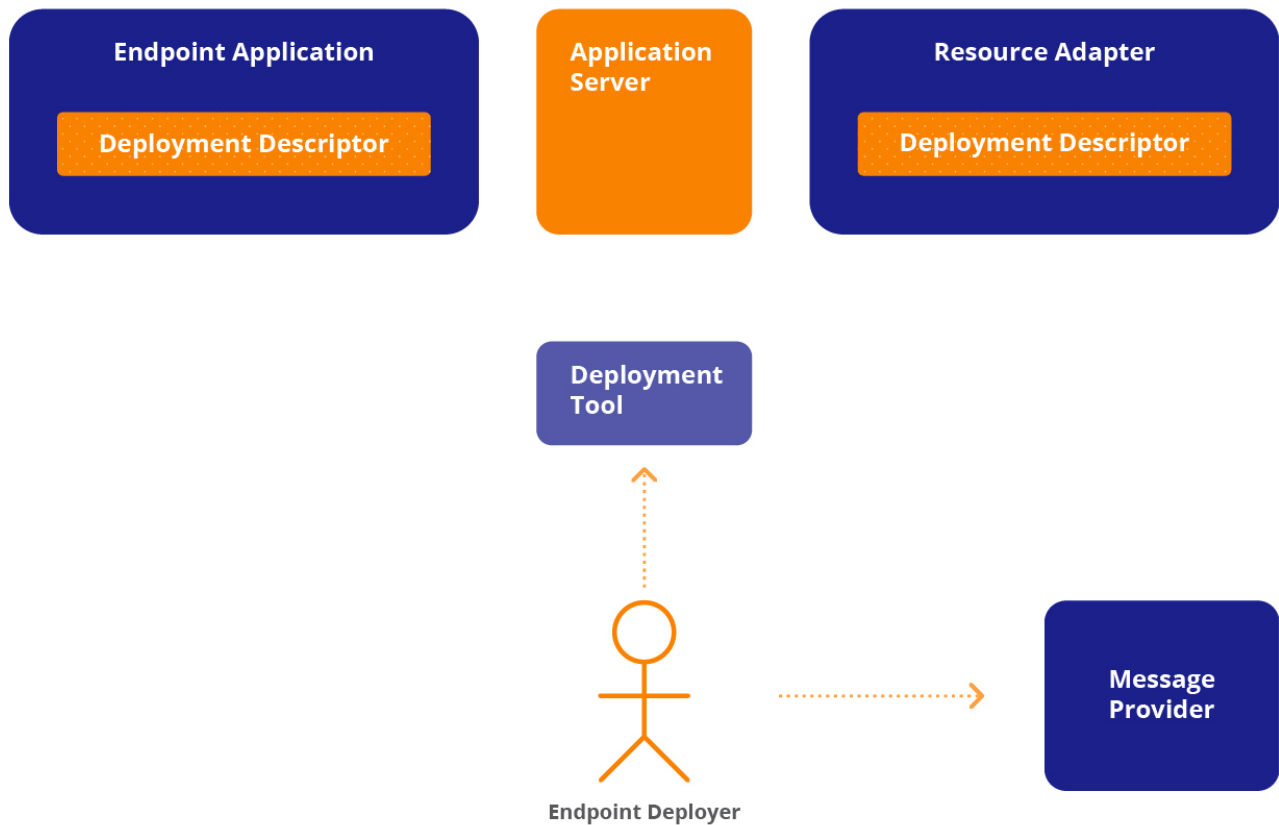 Endpoint Application
Deployment Descriptor
Application
Server
Resource Adapter
Deployment Descriptor
Deployment
Tool
Message
Provider
Endpoint Deployer